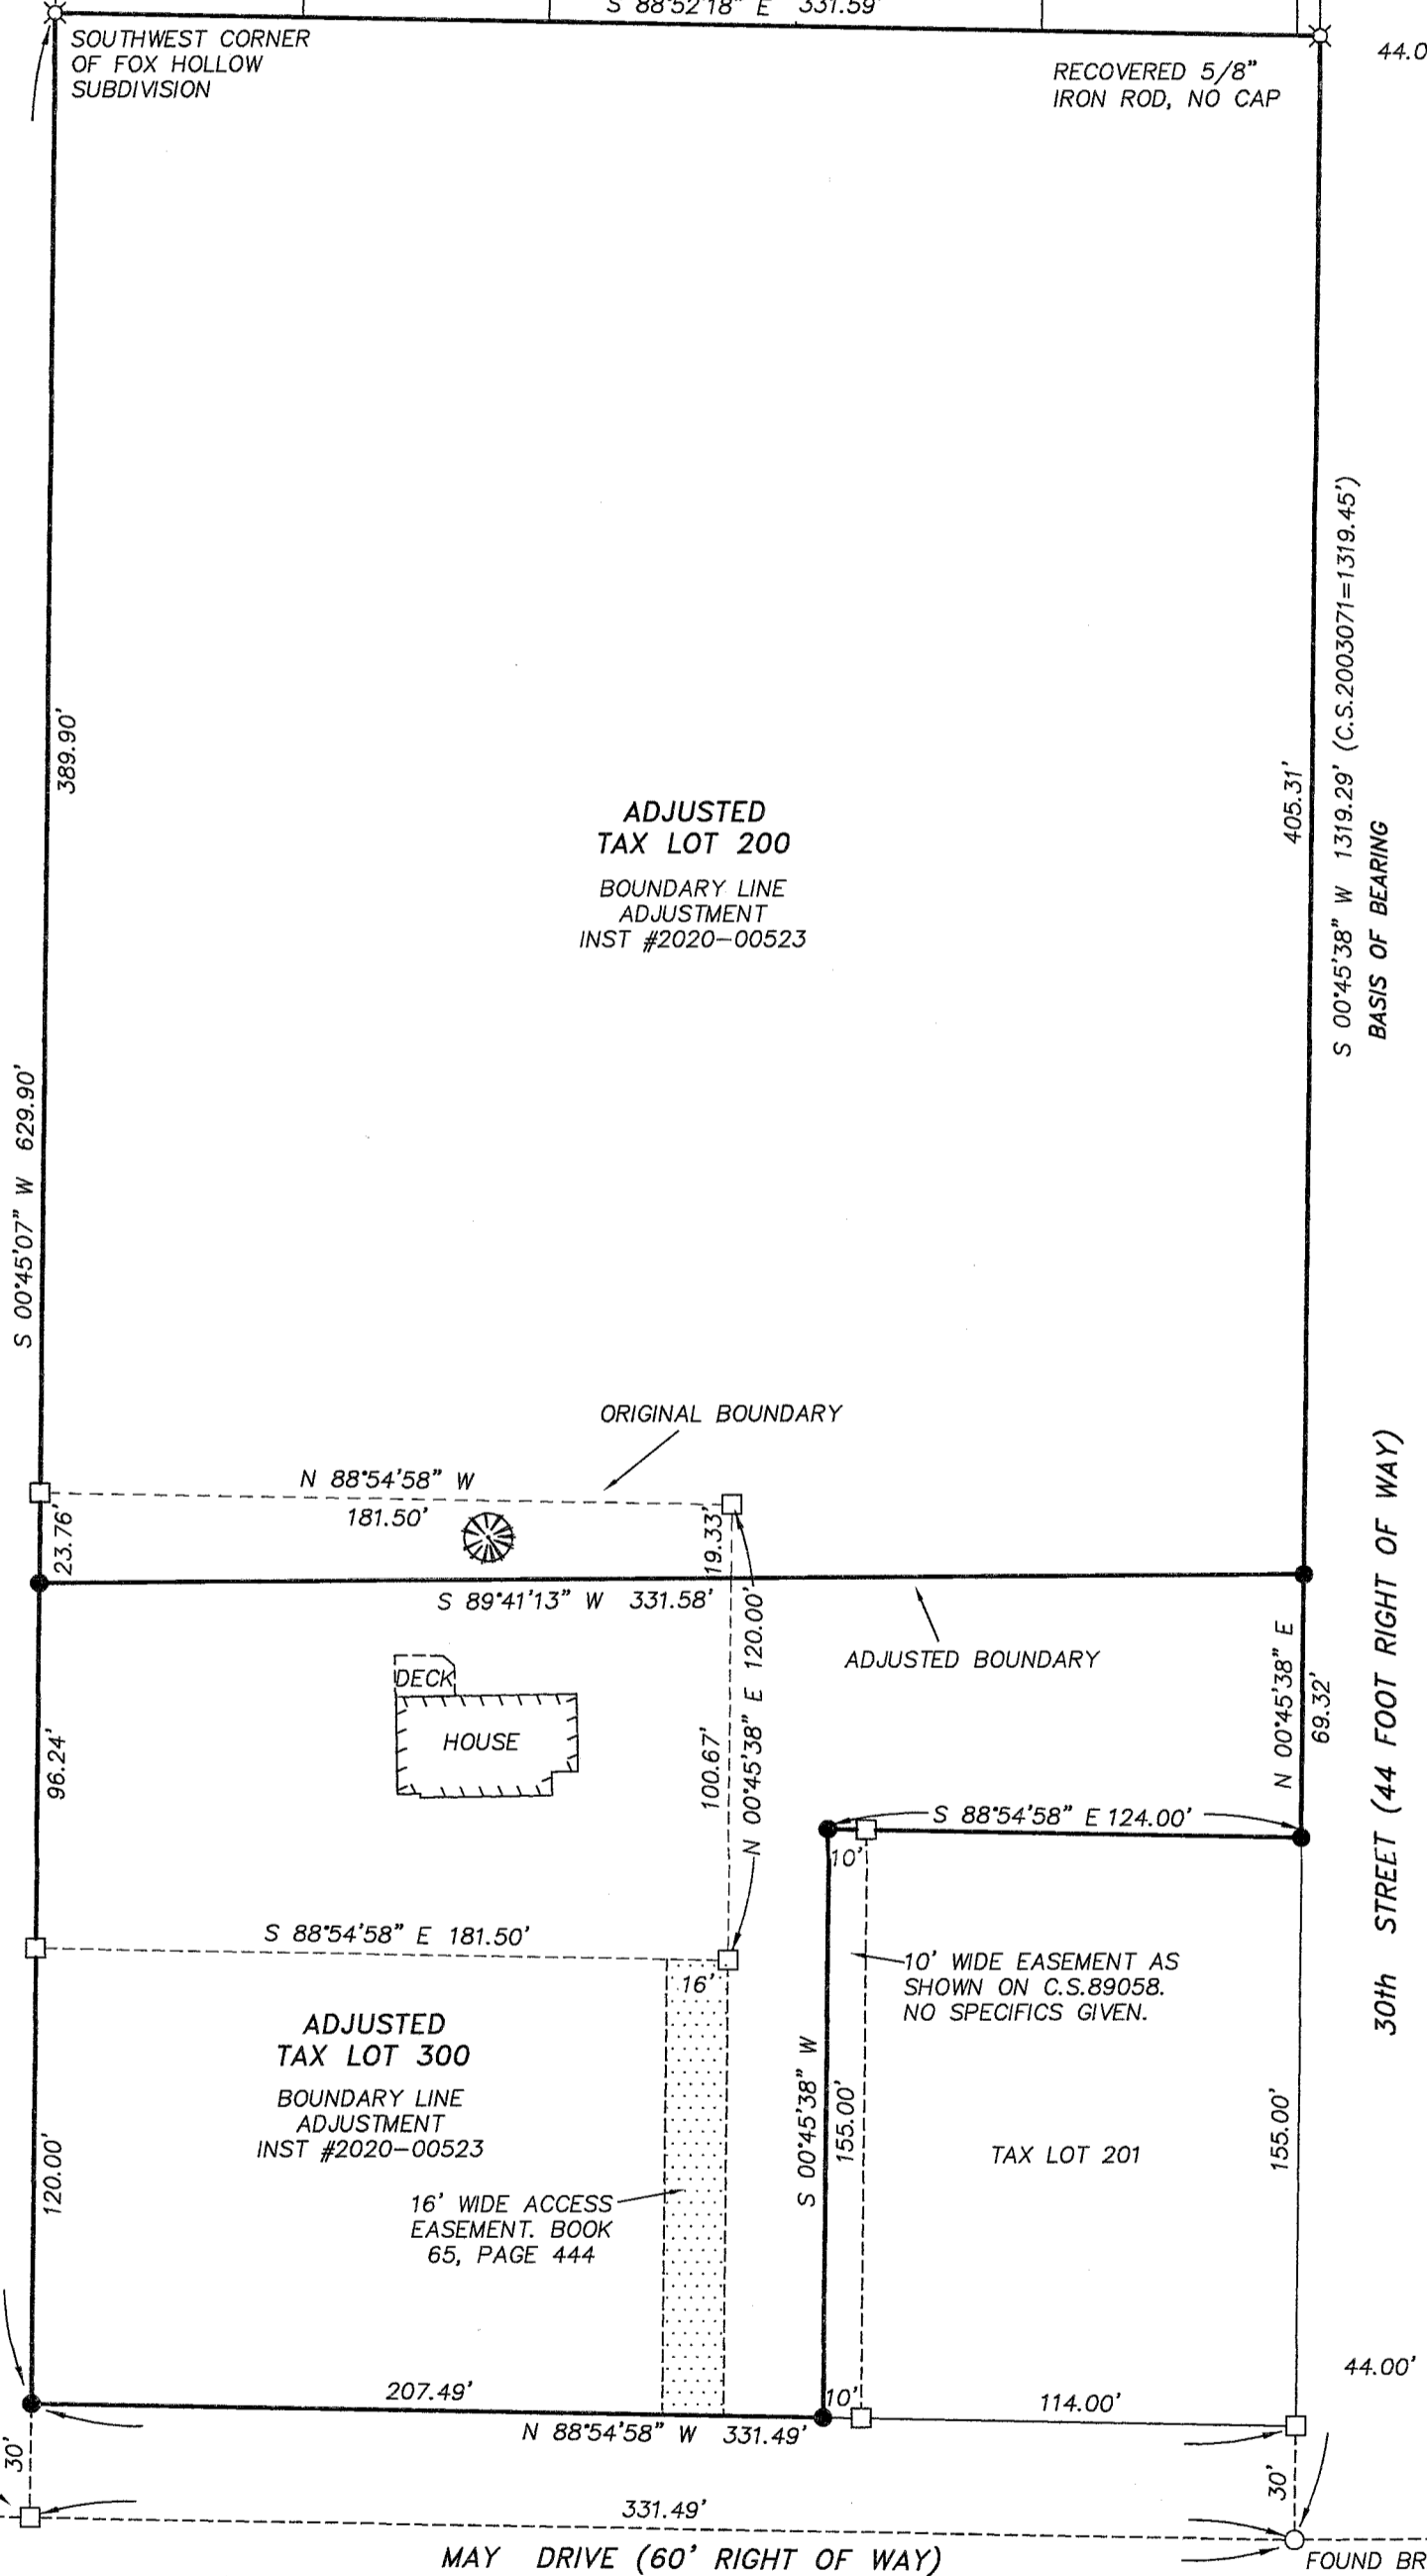 S 88°52'18" E 331.59'
SOUTHWEST CORNER
OF FOX HOLLOW
SUBDIVISION
RECOVERED 5/8"
IRON ROD, NO CAP
44.0
389.90'
S 00°45'07" W 629.90'
405.31'
S 00°45'38" W 1319.29' (C.S.2003071=1319.45')
BASIS OF BEARING
ADJUSTED
TAX LOT 200
BOUNDARY LINE
ADJUSTMENT
INST #2020-00523
ORIGINAL BOUNDARY
N 88°54'58" W
181.50'
23.76'
19.33'
S 89°41'13" W 331.58'
ADJUSTED BOUNDARY
DECK
HOUSE
96.24'
100.67'
N 00°45'38" E 120.00'
N 00°45'38" E
69.32'
S 88°54'58" E 124.00'
10'
30th STREET (44 FOOT RIGHT OF WAY)
S 88°54'58" E 181.50'
16'
10' WIDE EASEMENT AS
SHOWN ON C.S.89058.
NO SPECIFICS GIVEN.
ADJUSTED
TAX LOT 300
BOUNDARY LINE
ADJUSTMENT
INST #2020-00523
120.00'
16' WIDE ACCESS
EASEMENT. BOOK
65, PAGE 444
S 00°45'38" W
155.00'
TAX LOT 201
155.00'
44.00'
207.49'
10'
114.00'
N 88°54'58" W 331.49'
30'
30'
331.49'
MAY DRIVE (60' RIGHT OF WAY)
FOUND BR